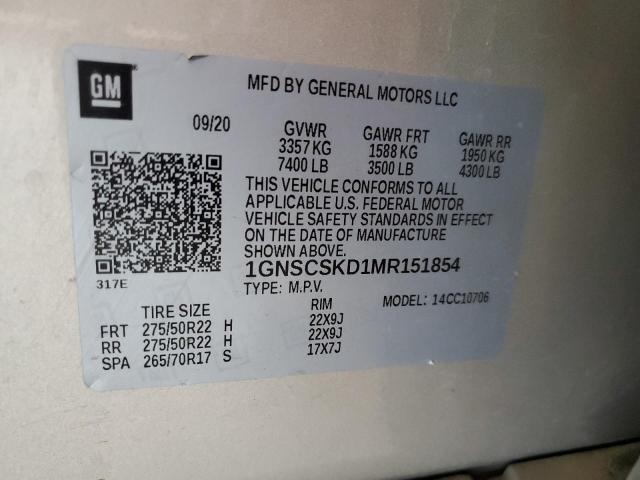 GM
MFD BY GENERAL MOTORS LLC
09/20
GVWR GAWR FRT GAWR RR
3357 KG 1588 KG 1950 KG
7400 LB 3500 LB 4300 LB
THIS VEHICLE CONFORMS TO ALL
APPLICABLE U.S. FEDERAL MOTOR
VEHICLE SAFETY STANDARDS IN EFFECT
ON THE DATE OF MANUFACTURE
SHOWN ABOVE.
1GNSCSKD1MR151854
317E
TYPE: M.P.V. MODEL: 14CC10706
TIRE SIZE RIM
FRT 275/50R22 H 22X9J
RR 275/50R22 H 22X9J
SPA 265/70R17 S 17X7J